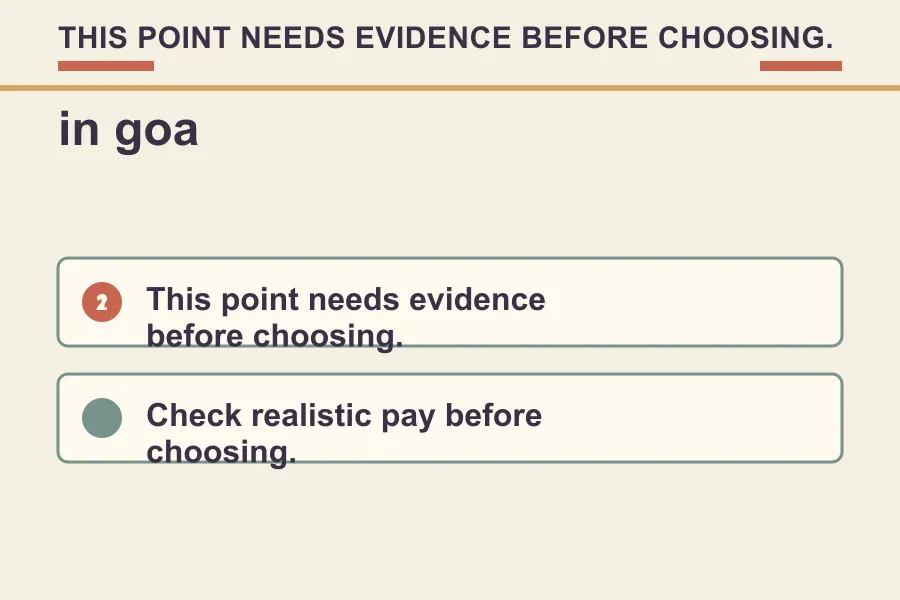 THIS POINT NEEDS EVIDENCE BEFORE CHOOSING.
in goa
2
This point needs evidence
before choosing.
Check realistic pay before
choosing.